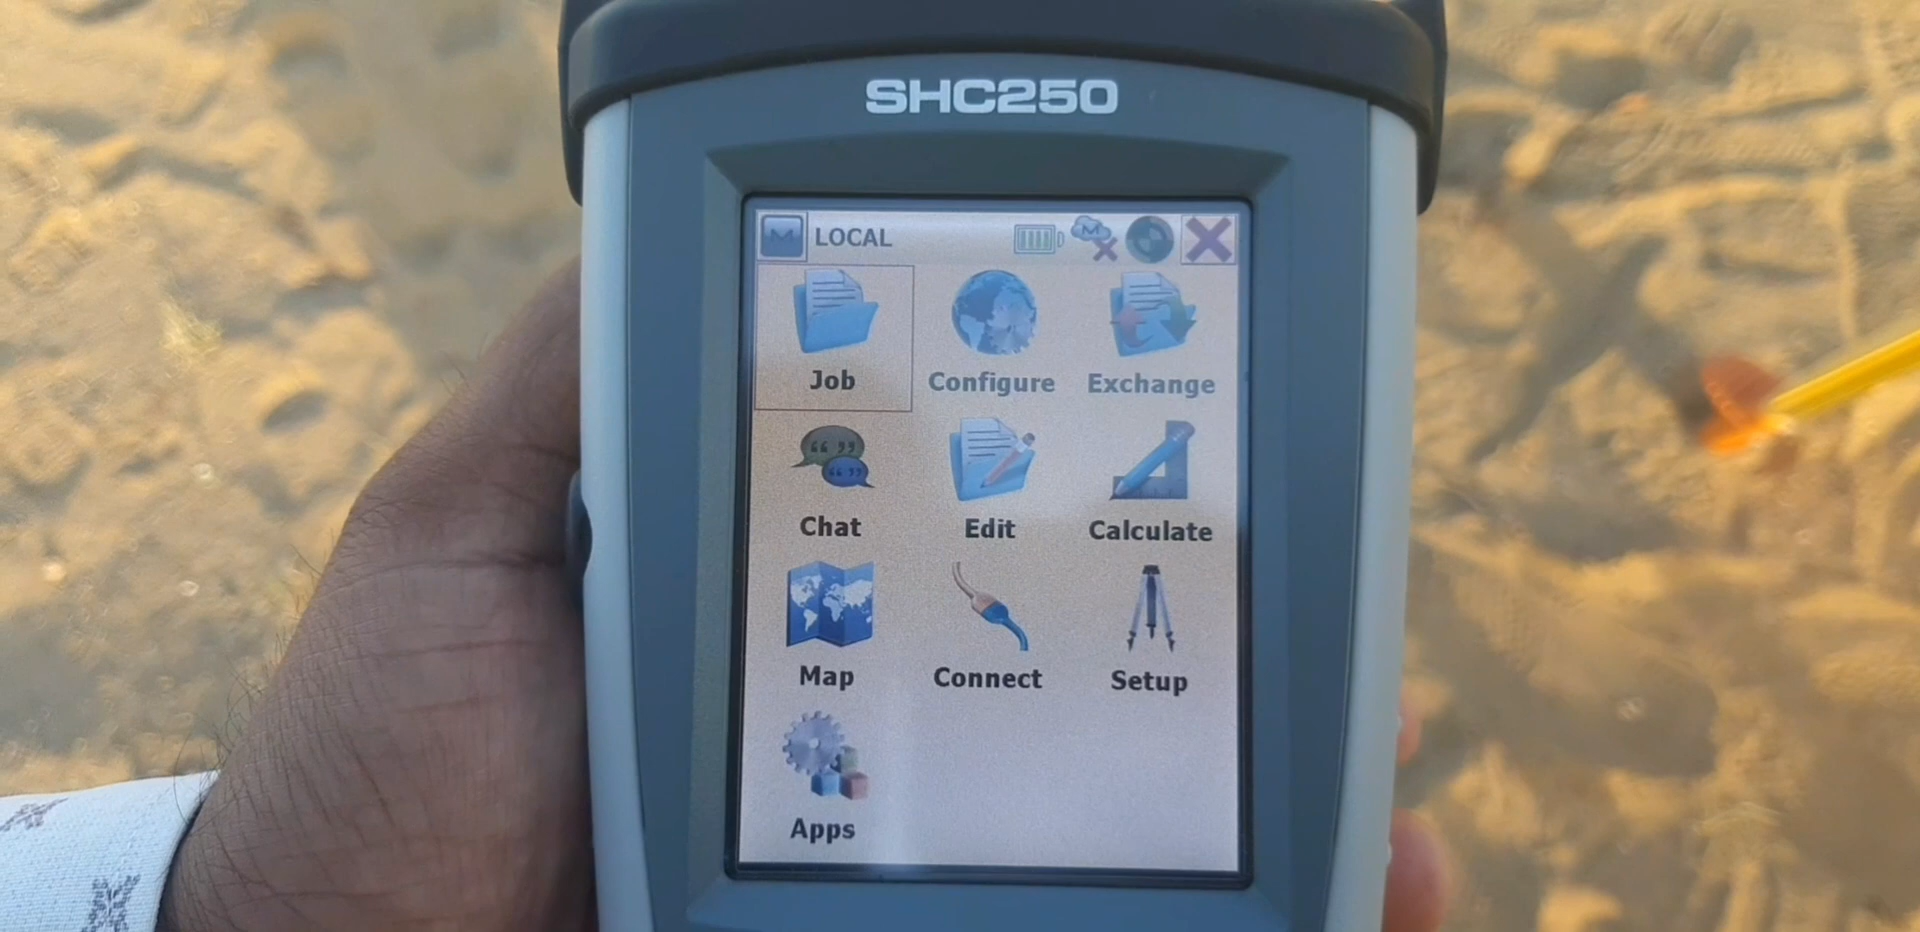 SHC250
LOCAL
Job Configure Exchange
Chat Edit Calculate
Map Connect Setup
Apps